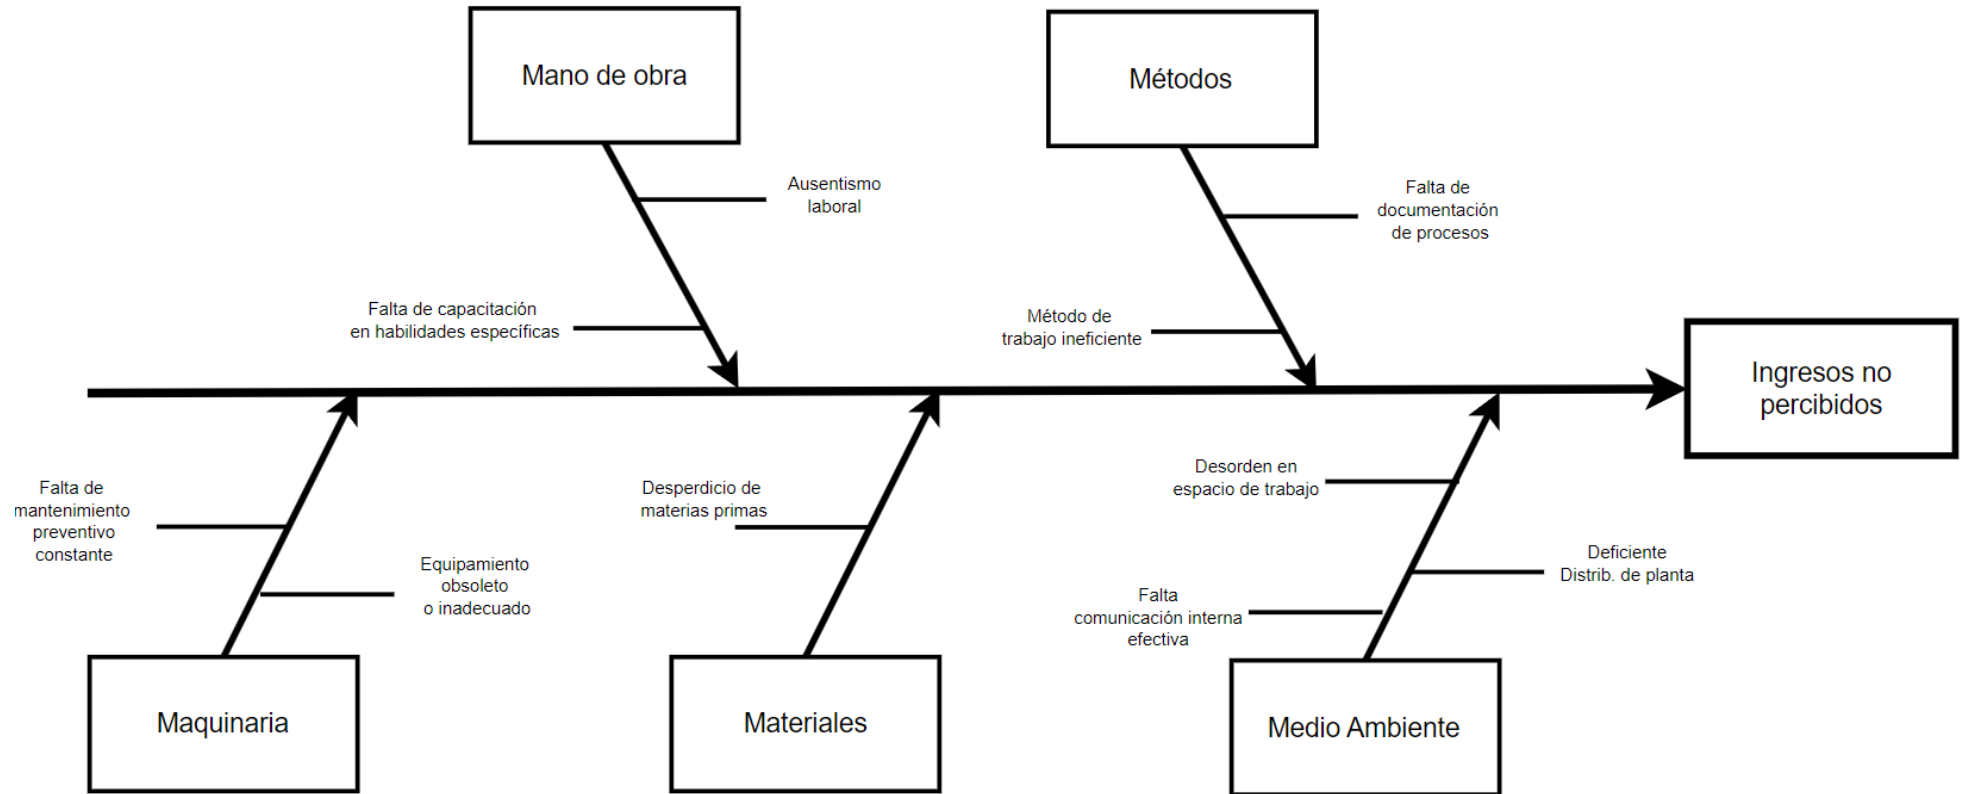 Mano de obra
Métodos
Ausentismo
laboral
Falta de
documentación
de procesos
Falta de capacitación
en habilidades específicas
Método de
trabajo ineficiente
Ingresos no
percibidos
Falta de
mantenimiento
preventivo
constante
Equipamiento
obsoleto
o inadecuado
Desperdicio de
materias primas
Desorden en
espacio de trabajo
Deficiente
Distrib. de planta
Falta
comunicación interna
efectiva
Maquinaria
Materiales
Medio Ambiente